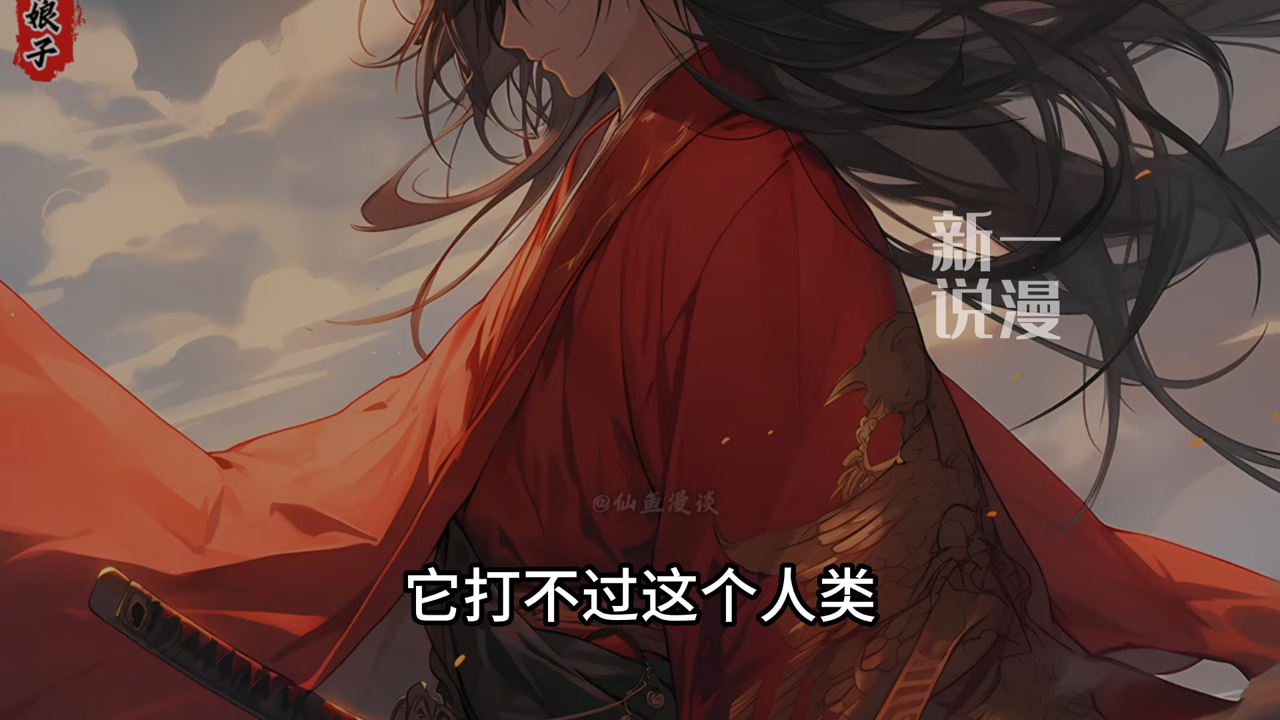 娘
子
新一
说漫
@仙鱼漫谈
它打不过这个人类